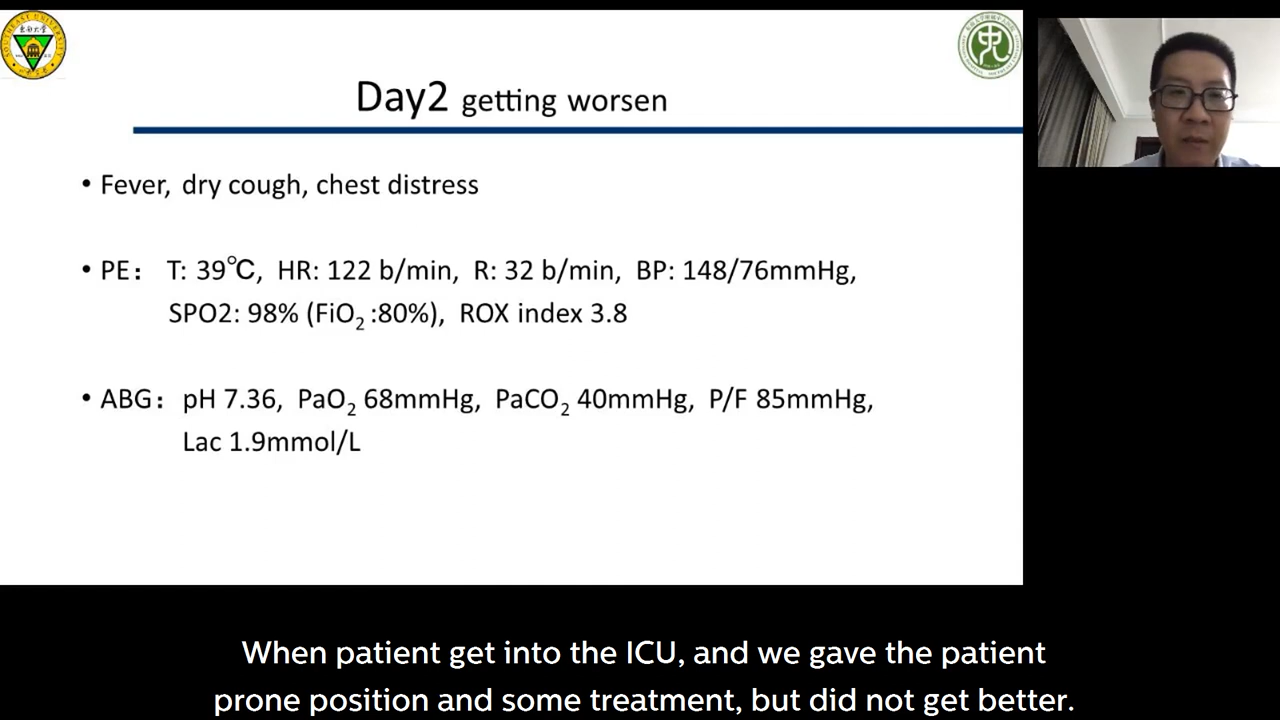 Day2 getting worsen
• Fever, dry cough, chest distress
• PE： T: 39℃, HR: 122 b/min, R: 32 b/min, BP: 148/76mmHg,
SPO2: 98% (FiO₂ :80%), ROX index 3.8
• ABG： pH 7.36, PaO₂ 68mmHg, PaCO₂ 40mmHg, P/F 85mmHg,
Lac 1.9mmol/L
When patient get into the ICU, and we gave the patient
prone position and some treatment, but did not get better.